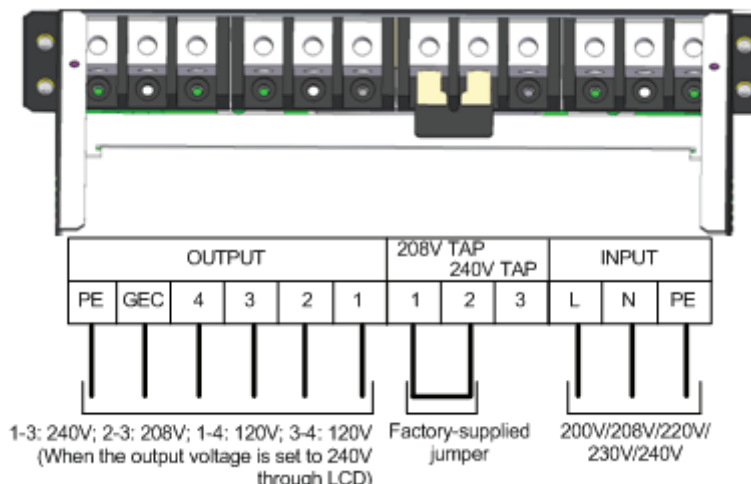 OUTPUT
208V TAP
240V TAP
INPUT
PE GEC 4 3 2 1 1 2 3 L N PE
1-3: 240V; 2-3: 208V; 1-4: 120V; 3-4: 120V
(When the output voltage is set to 240V
through LCD)
Factory-supplied
jumper
200V/208V/220V/
230V/240V